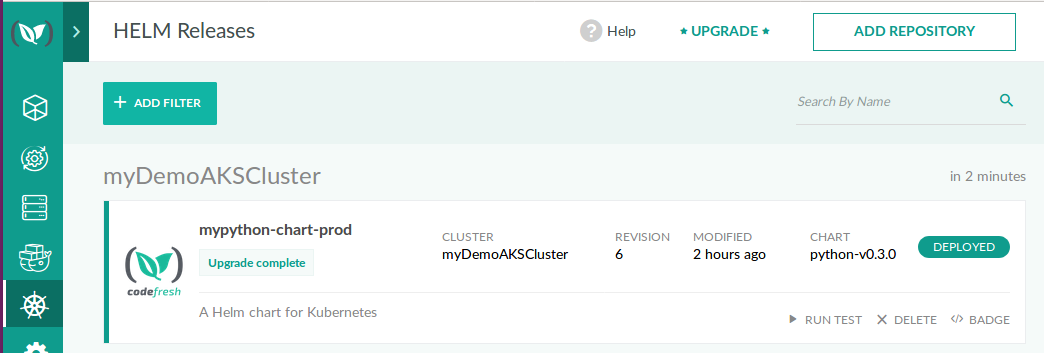 HELM Releases
? Help
★ UPGRADE ★
ADD REPOSITORY
+ ADD FILTER
Search By Name
myDemoAKSCluster
in 2 minutes
mypython-chart-prod
Upgrade complete
CLUSTER
myDemoAKSCluster
REVISION
6
MODIFIED
2 hours ago
CHART
python-v0.3.0
DEPLOYED
codefresh
A Helm chart for Kubernetes
RUN TEST
DELETE
</> BADGE